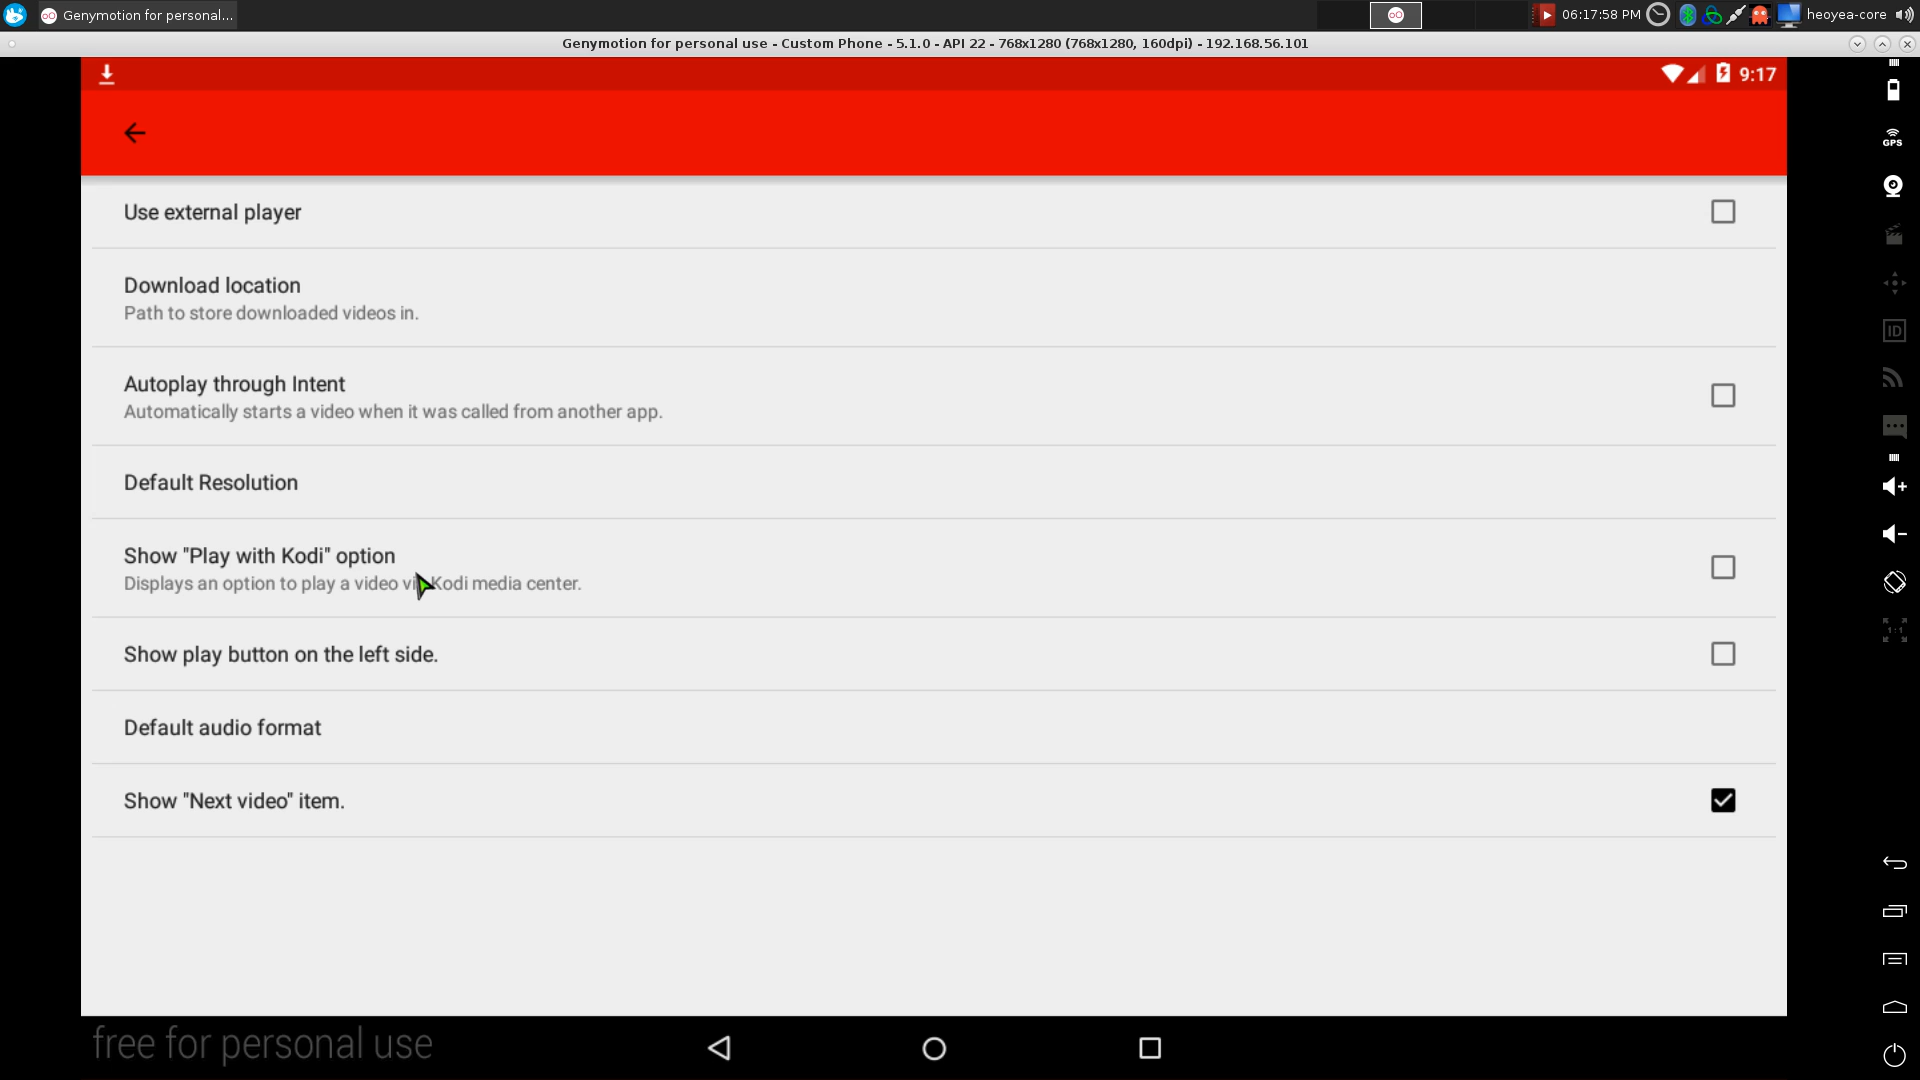 Genymotion for personal...
06:17:58 PM
heoyea-core
Genymotion for personal use - Custom Phone - 5.1.0 - API 22 - 768x1280 (768x1280, 160dpi) - 192.168.56.101
9:17
GPS
Use external player
Download location
Path to store downloaded videos in.
ID
Autoplay through Intent
Automatically starts a video when it was called from another app.
Default Resolution
Show "Play with Kodi" option
Displays an option to play a video vi Kodi media center.
1:1
Show play button on the left side.
Default audio format
Show "Next video" item.
free for personal use